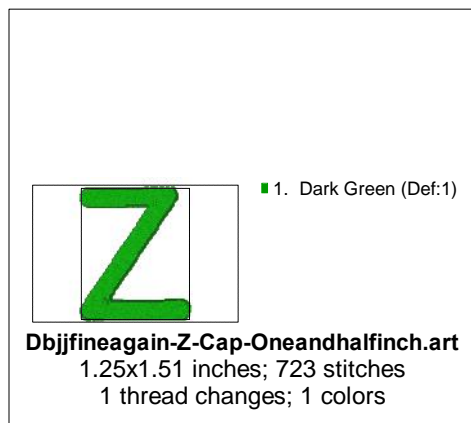 Z
1. Dark Green (Def:1)
Dbjjfineagain-Z-Cap-Oneandhalfinch.art
1.25x1.51 inches; 723 stitches
1 thread changes; 1 colors